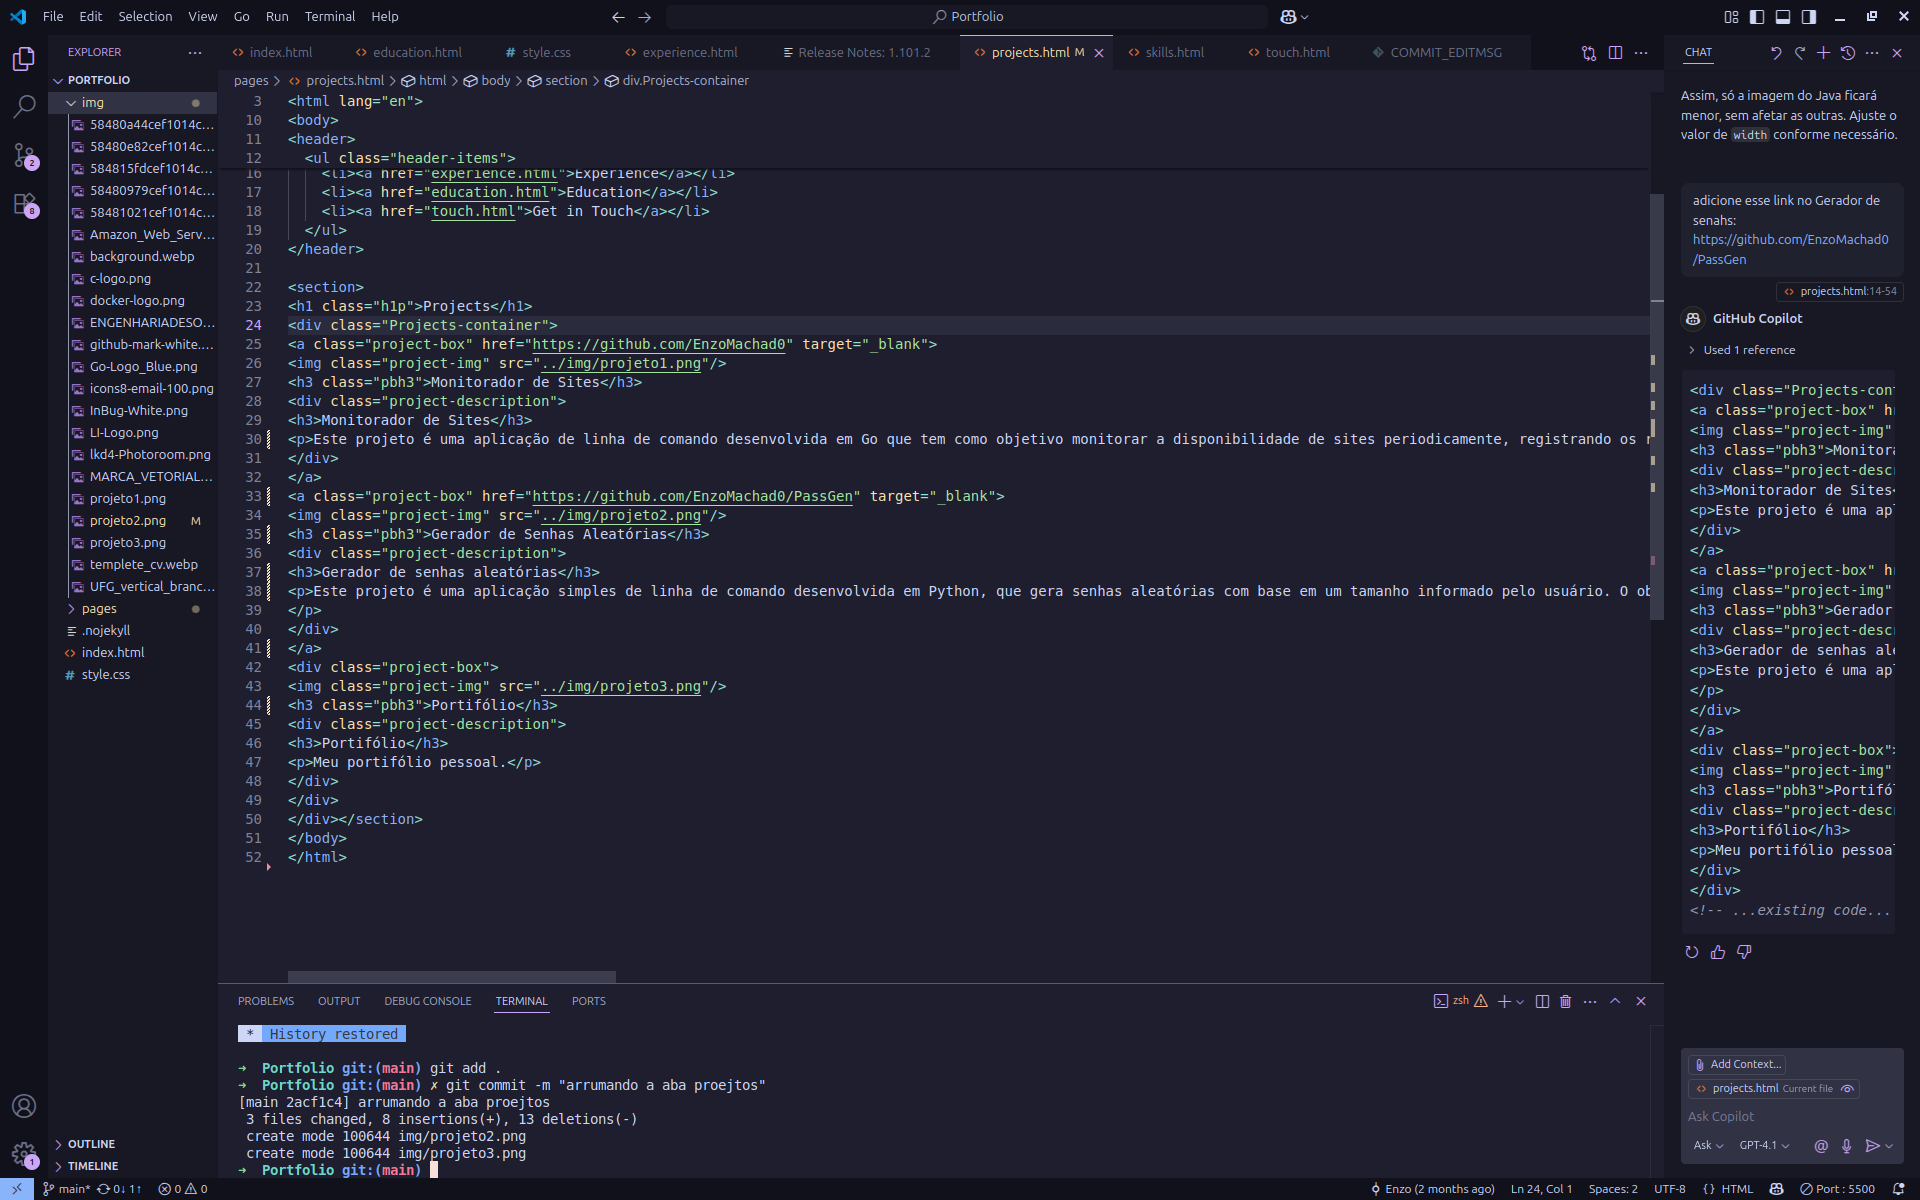 File Edit Selection View Go Run Terminal Help
Portfolio
EXPLORER
PORTFOLIO
img
58480a44cef1014c...
58480e82cef1014c...
584815fdcef1014c...
58480979cef1014c...
58481021cef1014c...
Amazon_Web_Serv...
background.webp
c-logo.png
docker-logo.png
ENGENHARIADESO...
github-mark-white....
Go-Logo_Blue.png
icons8-email-100.png
InBug-White.png
LI-Logo.png
lkd4-Photoroom.png
MARCA_VETORIAL...
projeto1.png
projeto2.png M
projeto3.png
templete_cv.webp
UFG_vertical_branc...
pages
.nojekyll
index.html
style.css
OUTLINE
TIMELINE
2
8
1
index.html education.html # style.css experience.html Release Notes: 1.101.2 projects.html M touch.html skills.html COMMIT_EDITMSG
pages > projects.html > html > body > section > div.Projects-container
3 <html lang="en">
10 <body>
11 <header>
12 <ul class="header-items">
16 <li><a href="experience.html">Experience</a></li>
17 <li><a href="education.html">Education</a></li>
18 <li><a href="touch.html">Get in Touch</a></li>
19 </ul>
20 </header>
21
22 <section>
23 <h1 class="h1p">Projects</h1>
24 <div class="Projects-container">
25 <a class="project-box" href="https://github.com/EnzoMachad0" target="_blank">
26 <img class="project-img" src="../img/projeto1.png"/>
27 <h3 class="pbh3">Monitorador de Sites</h3>
28 <div class="project-description">
29 <h3>Monitorador de Sites</h3>
30 <p>Este projeto é uma aplicação de linha de comando desenvolvida em Go que tem como objetivo monitorar a disponibilidade de sites periodicamente, registrando os
31 </div>
32 </a>
33 <a class="project-box" href="https://github.com/EnzoMachad0/PassGen" target="_blank">
34 <img class="project-img" src="../img/projeto2.png"/>
35 <h3 class="pbh3">Gerador de Senhas Aleatórias</h3>
36 <div class="project-description">
37 <h3>Gerador de senhas aleatórias</h3>
38 <p>Este projeto é uma aplicação simples de linha de comando desenvolvida em Python, que gera senhas aleatórias com base em um tamanho informado pelo usuário. O ob
39 </p>
40 </div>
41 </a>
42 <div class="project-box">
43 <img class="project-img" src="../img/projeto3.png"/>
44 <h3 class="pbh3">Portifólio</h3>
45 <div class="project-description">
46 <h3>Portifólio</h3>
47 <p>Meu portifólio pessoal.</p>
48 </div>
49 </div>
50 </div></section>
51 </body>
52 </html>
PROBLEMS OUTPUT DEBUG CONSOLE TERMINAL PORTS
zsh
* History restored
→ Portfolio git:(main) git add .
→ Portfolio git:(main) ✗ git commit -m "arrumando a aba proejtos"
[main 2acf1c4] arrumando a aba proejtos
3 files changed, 8 insertions(+), 13 deletions(-)
create mode 100644 img/projeto2.png
create mode 100644 img/projeto3.png
→ Portfolio git:(main)
CHAT
Assim, só a imagem do Java ficará
menor, sem afetar as outras. Ajuste o
valor de width conforme necessário.
adicione esse link no Gerador de
senahs:
https://github.com/EnzoMachad0
/PassGen
projects.html:14-54
GitHub Copilot
Used 1 reference
<div class="Projects-con
<a class="project-box" h
<img class="project-img"
<h3 class="pbh3">Monitora
<div class="project-desc
<h3>Monitorador de Sites
<p>Este projeto é uma ap
</div>
</a>
<a class="project-box" h
<img class="project-img"
<h3 class="pbh3">Gerador
<div class="project-desc
<h3>Gerador de senhas al
<p>Este projeto é uma ap
</p>
</div>
</a>
<div class="project-box"
<img class="project-img"
<h3 class="pbh3">Portifó
<div class="project-desc
<h3>Portifólio</h3>
<p>Meu portifólio pessoa
</div>
</div>
<!-- ...existing code...
Add Context...
projects.html Current file
Ask Copilot
Ask GPT-4.1
main* 0↓ 1↑ 0 0
Enzo (2 months ago) Ln 24, Col 1 Spaces: 2 UTF-8 {} HTML Port : 5500